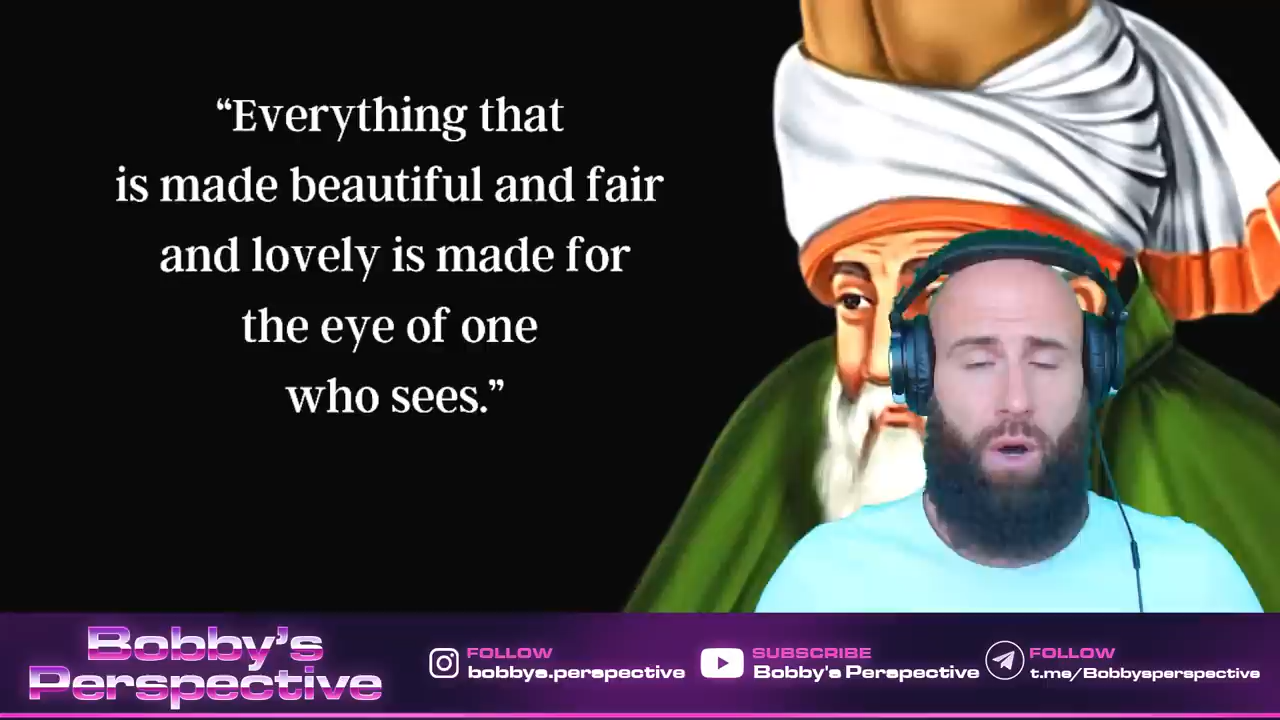 “Everything that
is made beautiful and fair
and lovely is made for
the eye of one
who sees.”
Bobby's
Perspective
FOLLOW
bobbys.perspective
SUBSCRIBE
Bobby's Perspective
FOLLOW
t.me/Bobbysperspective